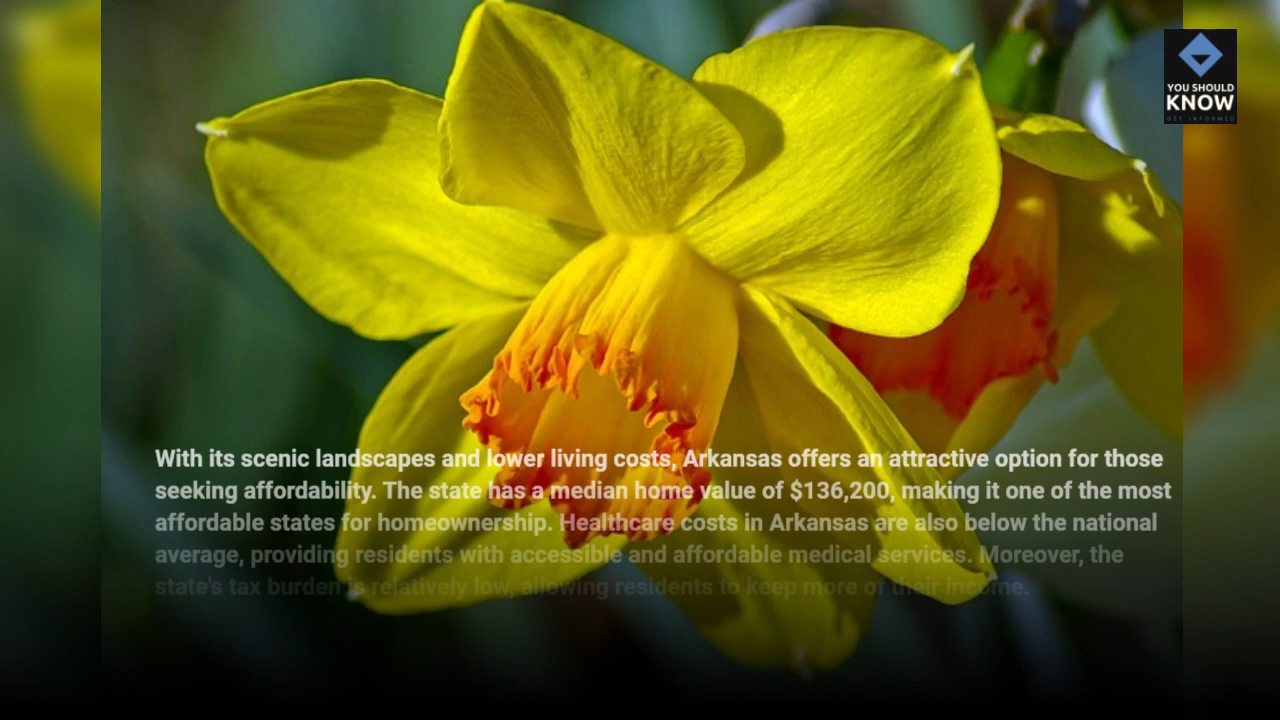 YOU SHOULD
KNOW
GET INFORMED
With its scenic landscapes and lower living costs, Arkansas offers an attractive option for those
seeking affordability. The state has a median home value of $136,200, making it one of the most
affordable states for homeownership. Healthcare costs in Arkansas are also below the national
average, providing residents with accessible and affordable medical services. Moreover, the
state's tax burden is relatively low, allowing residents to keep more of their income.